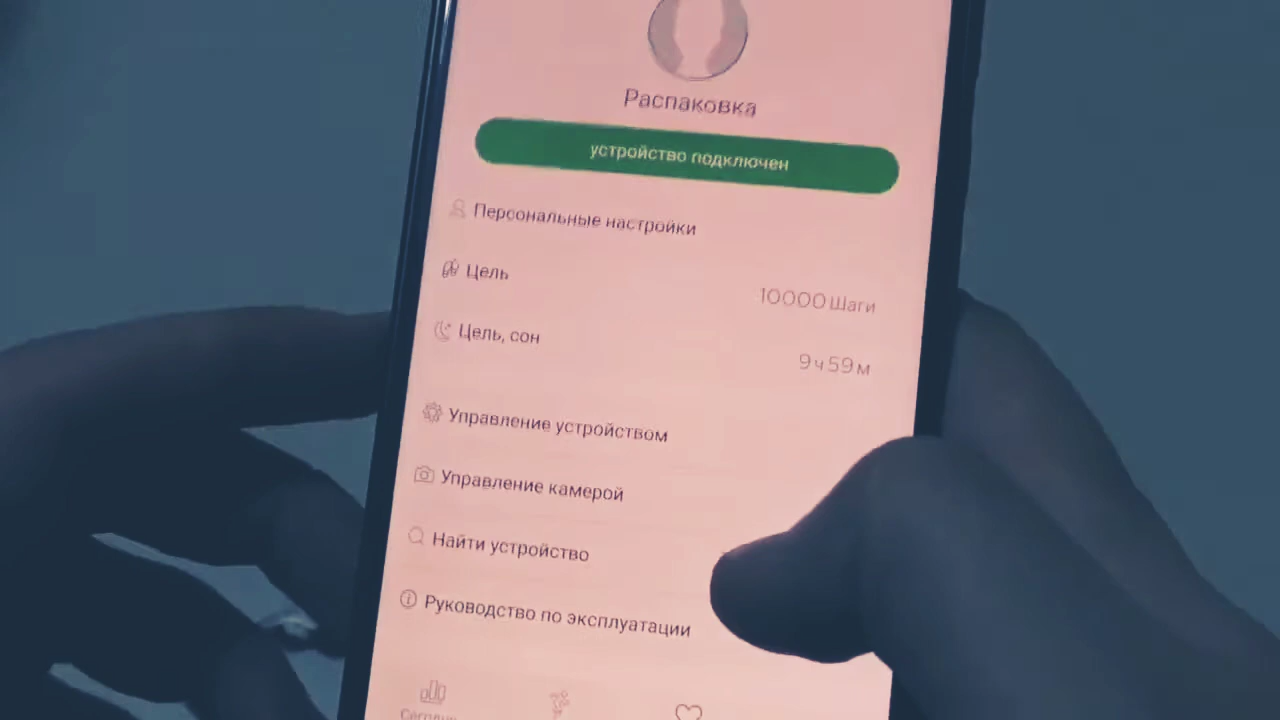 Распаковка
устройство подключен
Персональные настройки
Цель
10000 Шаги
Цель, сон
9 ч 59 м
Управление устройством
Управление камерой
Найти устройство
Руководство по эксплуатации